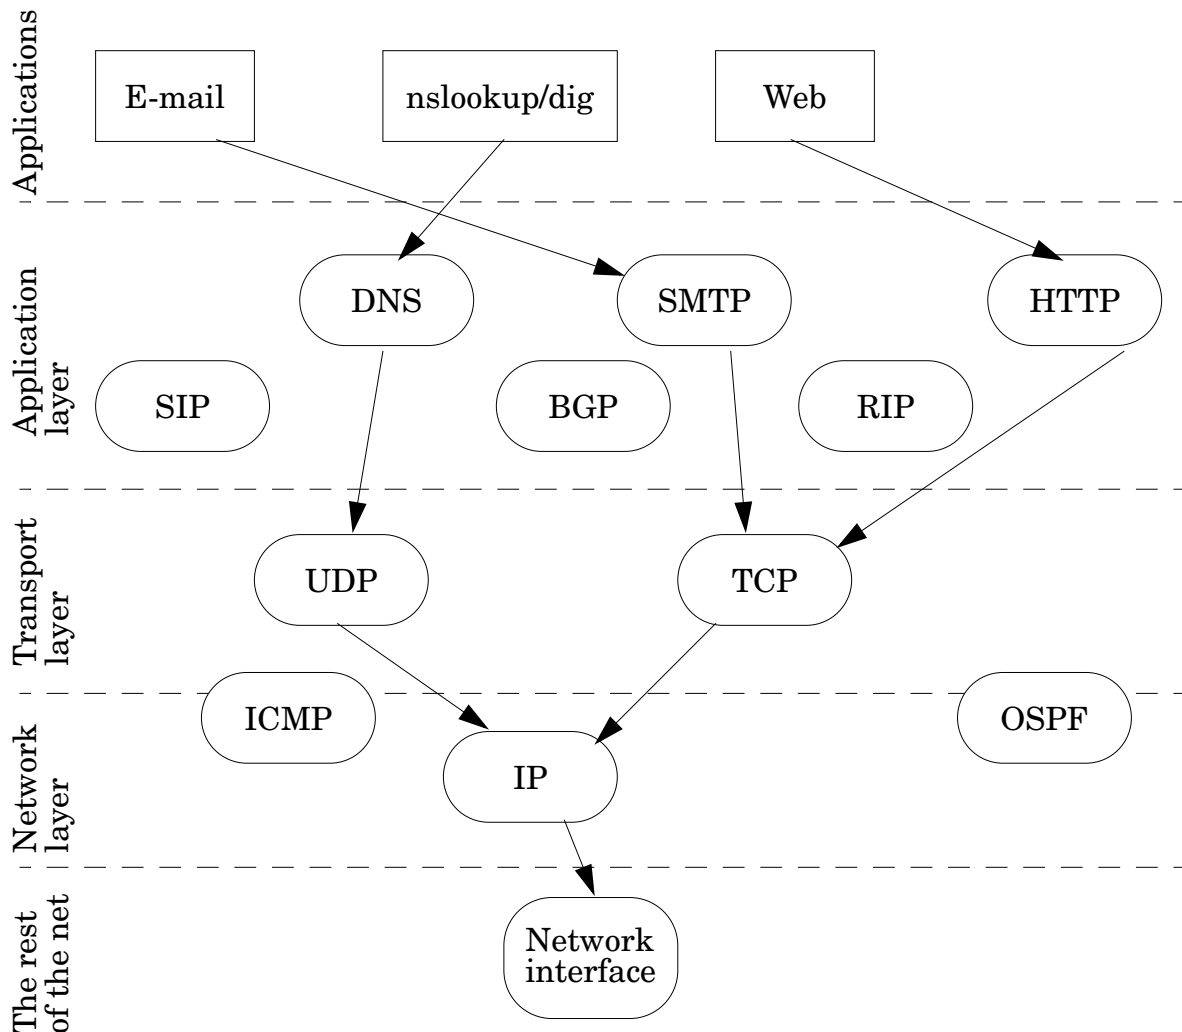 Applications
E-mail
nslookup/dig
Web
Application
layer
DNS
SMTP
HTTP
SIP
BGP
RIP
Transport
layer
UDP
TCP
Network
layer
ICMP
OSPF
IP
The rest
of the net
Network
interface